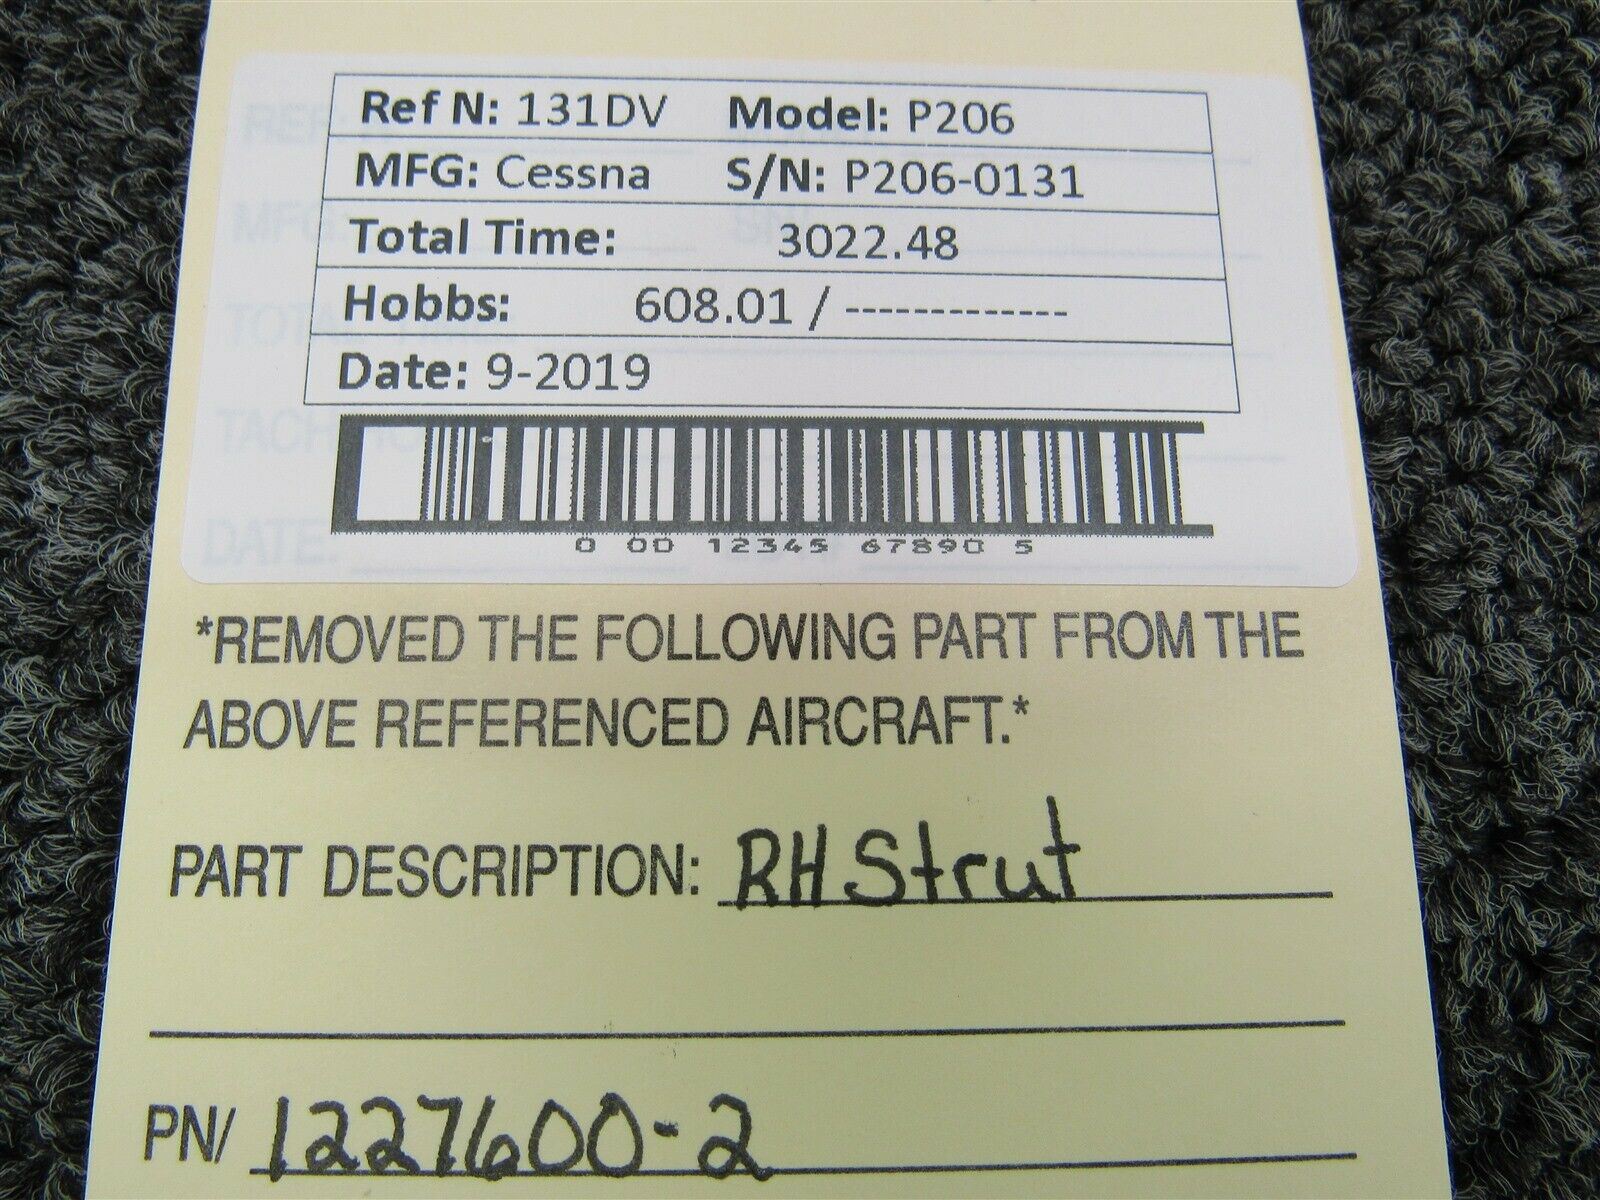 Ref N: 131DV Model: P206
MFG: Cessna S/N: P206-0131
Total Time: 3022.48
Hobbs: 608.01 / -------------
Date: 9-2019
0 00 12345 67890 5
*REMOVED THE FOLLOWING PART FROM THE
ABOVE REFERENCED AIRCRAFT.*
PART DESCRIPTION: RH Strut
PN/ 1227600-2